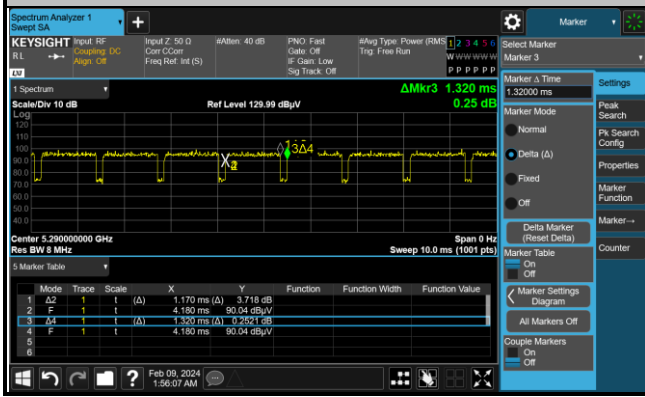 Spectrum Analyzer 1
Swept SA
Marker
KEYSIGHT
R L
Input: RF
Coupling: DC
Align: Off
Input Z: 50 Ω
Corr CCorr
Freq Ref: Int (S)
#Atten: 40 dB
PNO: Fast
Gate: Off
IF Gain: Low
Sig Track: Off
#Avg Type: Power (RMS
Trig: Free Run
1 2 3 4 5 6
W W W W W W
P P P P P P
Select Marker
Marker 3
1 Spectrum
ΔMkr3 1.320 ms
0.25 dB
Scale/Div 10 dB
Ref Level 129.99 dBµV
Log
120
110
100
90.0
80.0
70.0
60.0
50.0
40.0
3Δ4
Center 5.290000000 GHz
Res BW 8 MHz
Span 0 Hz
Sweep 10.0 ms (1001 pts)
Marker Δ Time
1.32000 ms
Marker Mode
Normal
Delta (Δ)
Fixed
Off
Delta Marker
(Reset Delta)
Marker Table
On
Off
Marker Settings
Diagram
All Markers Off
Couple Markers
On
Off
Settings
Peak
Search
Pk Search
Config
Properties
Marker
Function
Marker→
Counter
5 Marker Table
Mode Trace Scale X Y Function Function Width Function Value
1 Δ2 1 t (Δ) 1.170 ms (Δ) 3.718 dB
2 F 1 t 4.180 ms 90.04 dBµV
3 Δ4 1 t (Δ) 1.320 ms (Δ) 0.2521 dB
4 F 1 t 4.180 ms 90.04 dBµV
5
6
?
Feb 09, 2024
1:56:07 AM